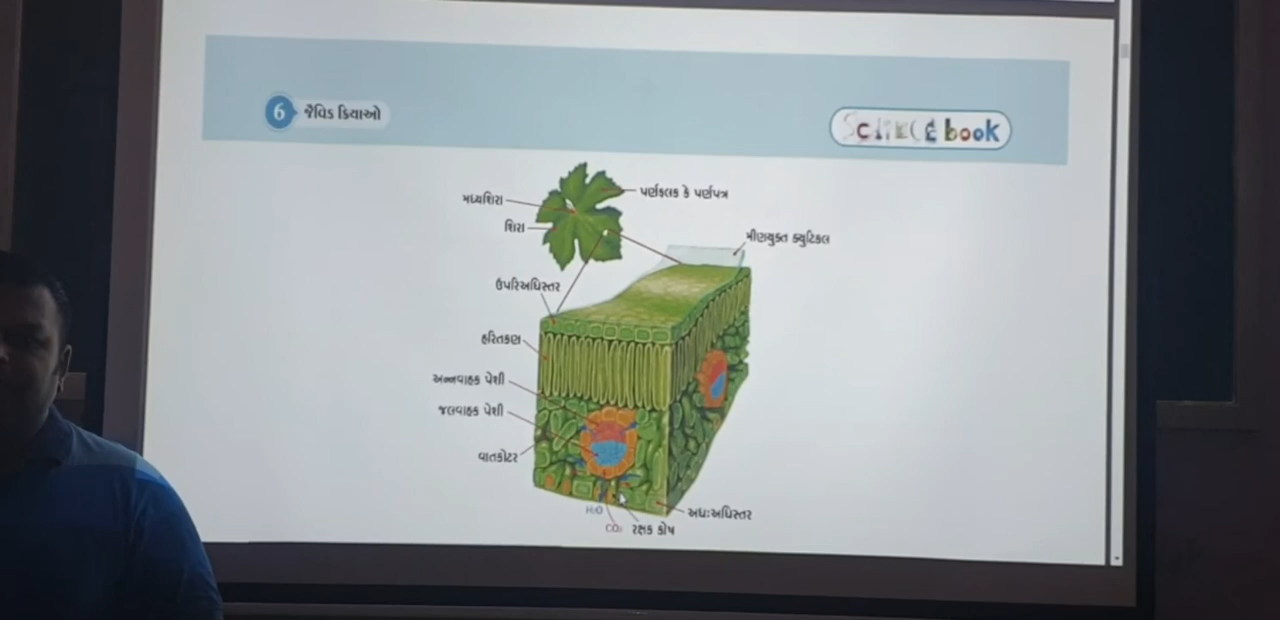 6 જૈવિક ક્રિયાઓ
SCIENCE book
પર્ણફલક કે પર્ણપત્ર
મધ્યશિરા
શિરા
મીણયુક્ત ક્યુટિકલ
ઉપરિઅધિસ્તર
હરિતકણ
અન્નવાહક પેશી
જલવાહક પેશી
વાતકોટર
H₂O
અધઃઅધિસ્તર
CO₂
રક્ષક કોષ